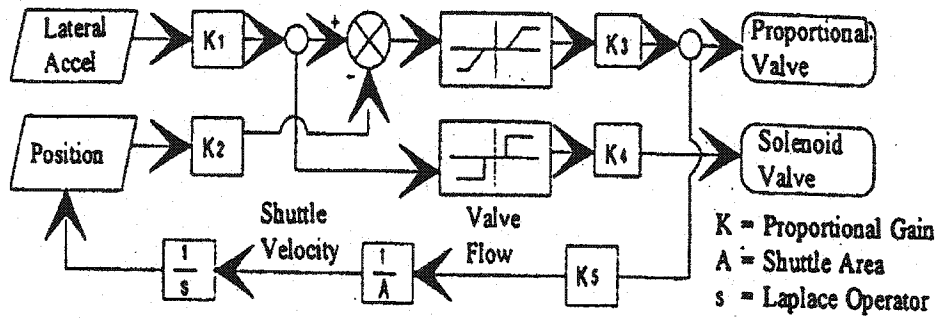 Lateral
Accel
K1
+
-
K3
Proportional
Valve
Position
K2
K4
Solenoid
Valve
Shuttle
Velocity
Valve
Flow
1
s
1
A
K5
K = Proportional Gain
A = Shuttle Area
s = Laplace Operator